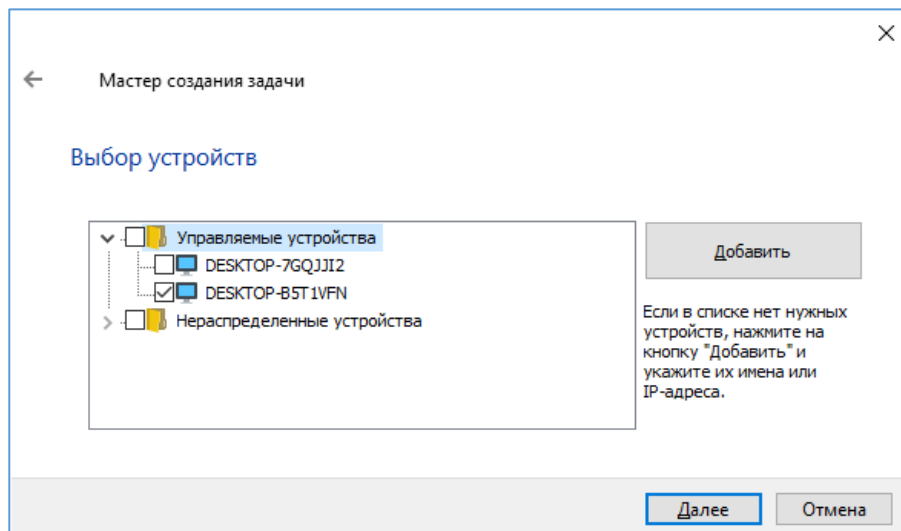 Мастер создания задачи
Выбор устройств
Управляемые устройства
DESKTOP-7GQJJI2
DESKTOP-B5T1VFN
Нераспределенные устройства
Добавить
Если в списке нет нужных
устройств, нажмите на
кнопку "Добавить" и
укажите их имена или
IP-адреса.
Далее
Отмена